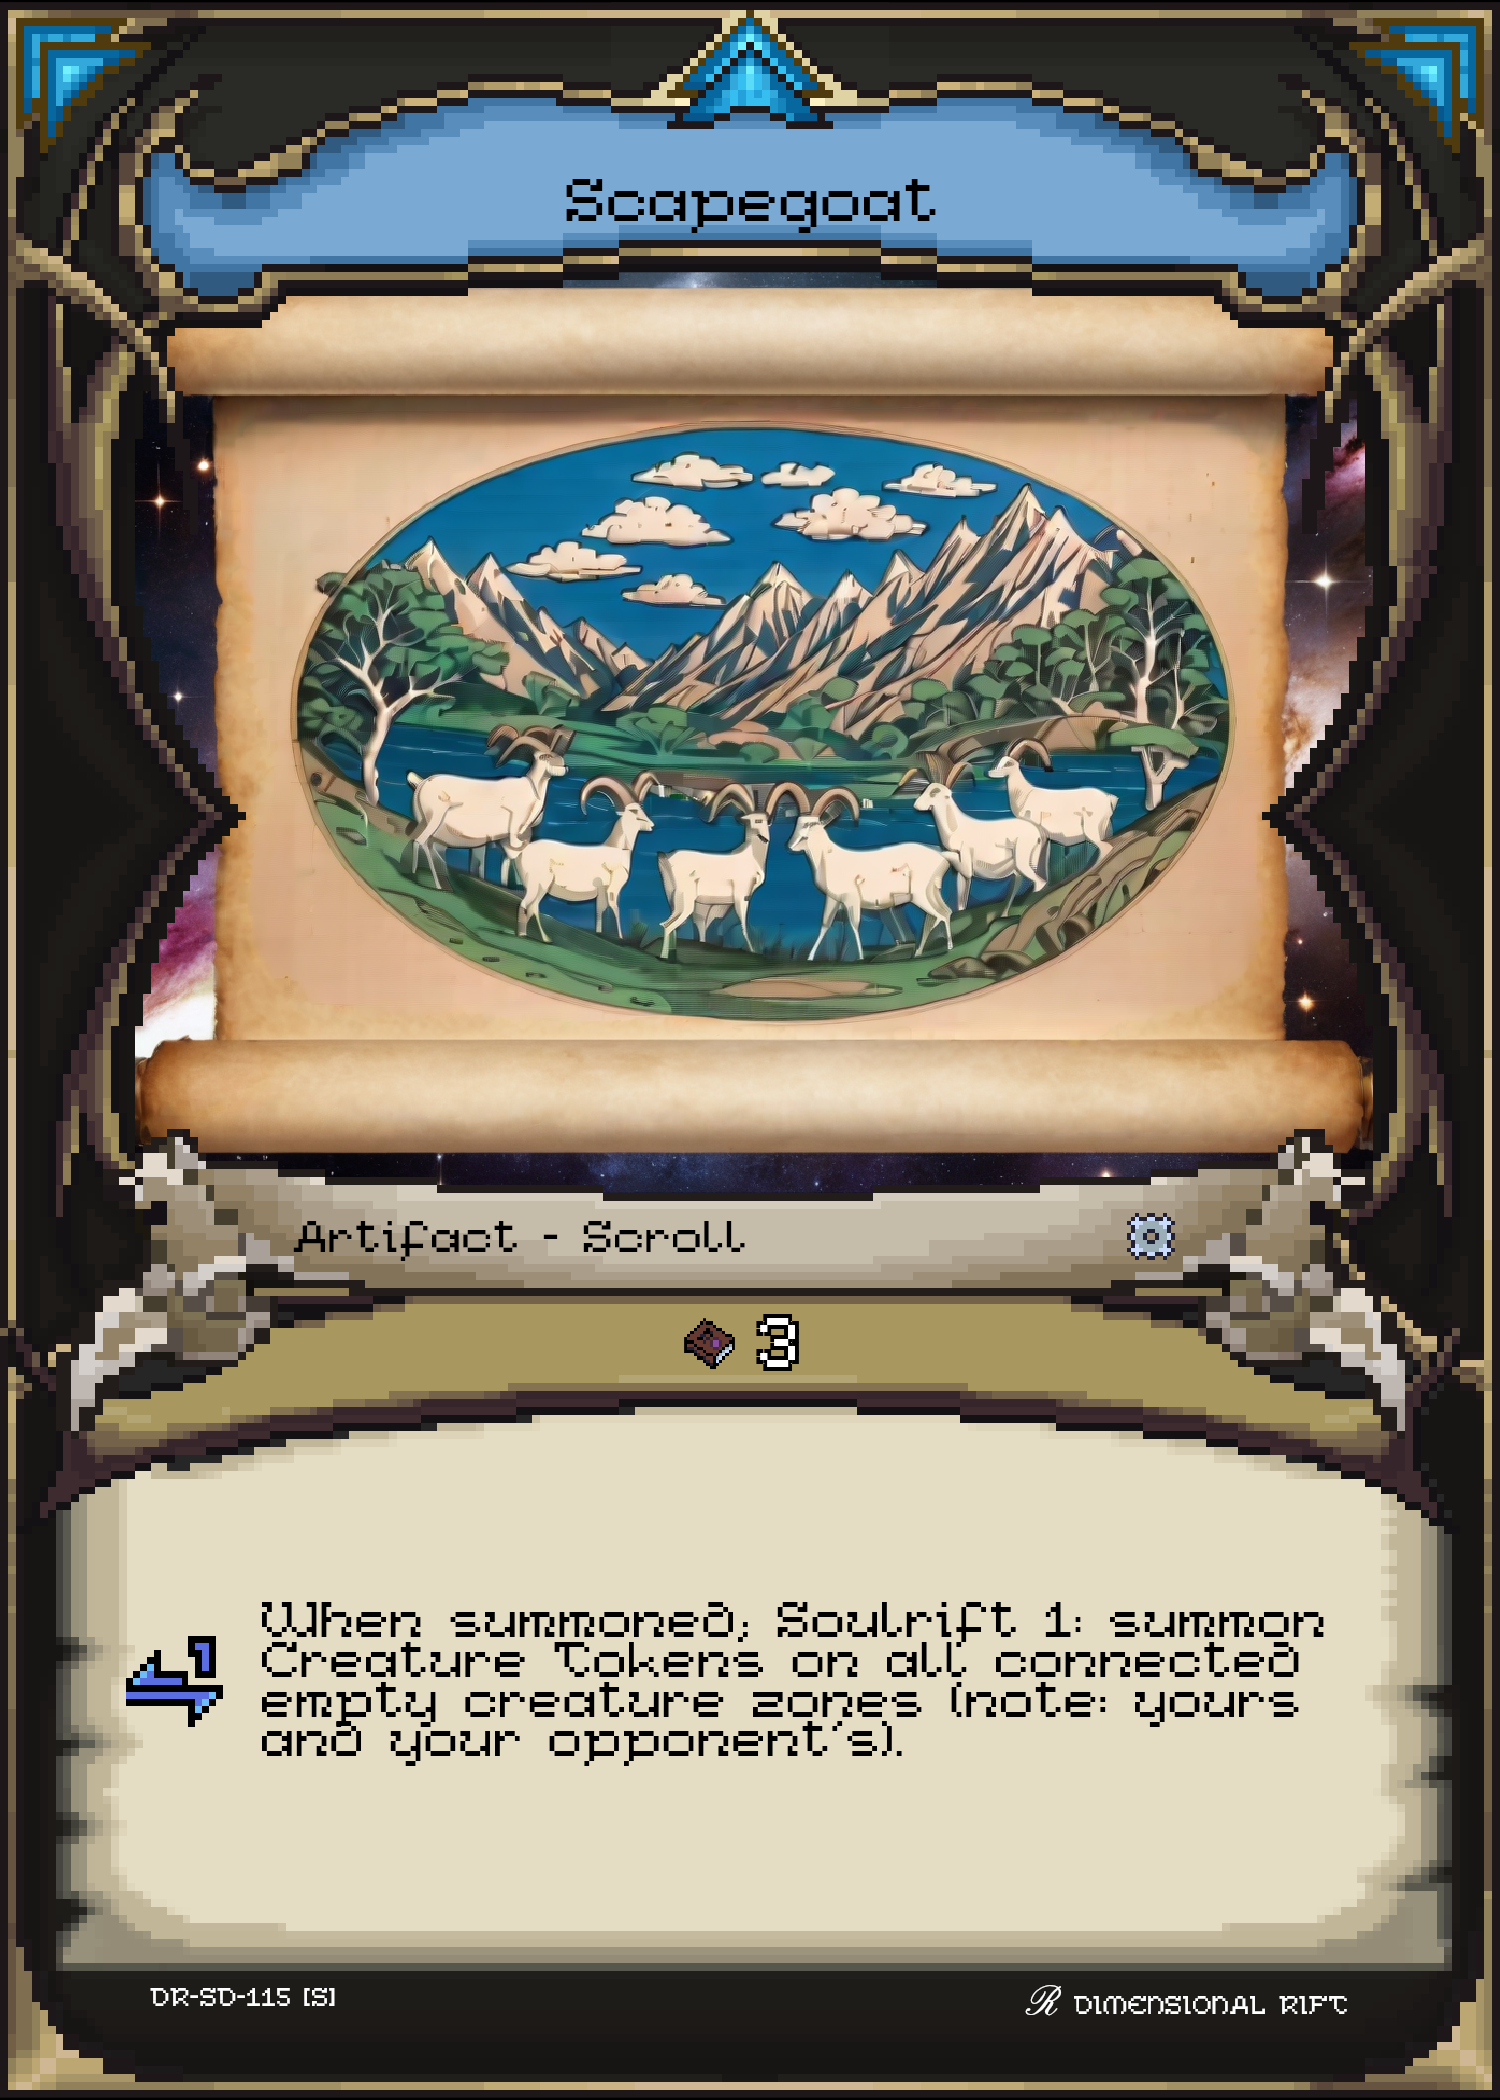 Scapegoat
Artifact - Scroll
3
1
When summoned; Soulrift 1: summon
Creature Tokens on all connected
empty creature zones (note: yours
and your opponent's).
DR-SD-115 [S]
ℛ DIMENSIONAL RIFT